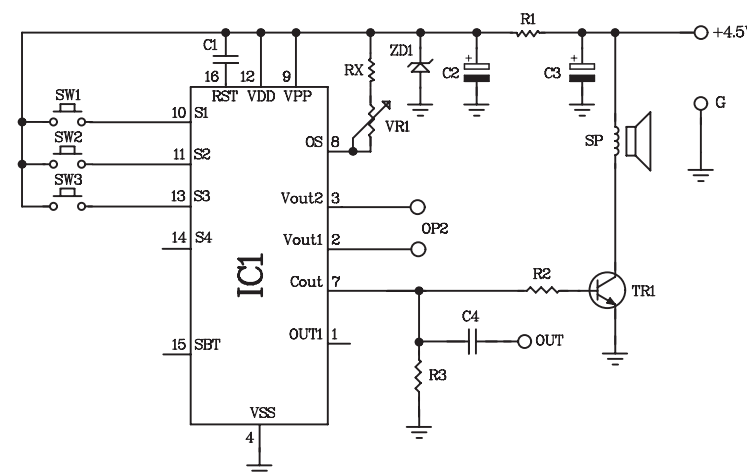 R1
+4.5V
C1
ZD1
RX
C2
C3
16 12 9
RST VDD VPP
SW1
10 S1
VR1
G
SW2
OS 8
SP
11 S2
SW3
13 S3
Vout2 3
14 S4
OP2
Vout1 2
IC1
Cout 7
R2
TR1
C4
OUT1 1
OUT
15 SBT
R3
VSS
4